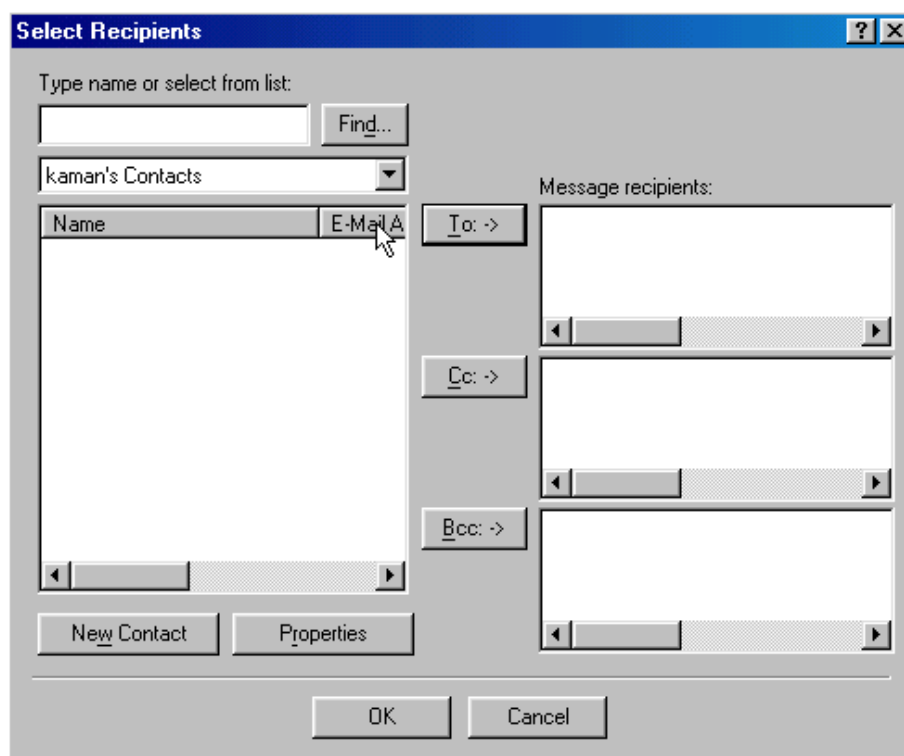 Select Recipients
Type name or select from list:
Find...
kaman's Contacts
Message recipients:
Name E-Mail A
To: ->
Cc: ->
Bcc: ->
New Contact Properties
OK Cancel